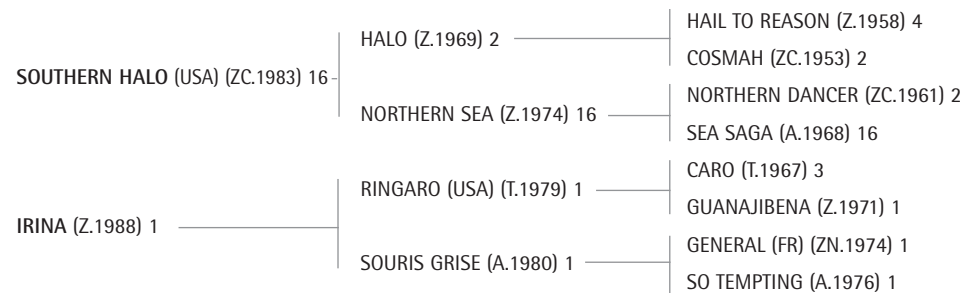 HAIL TO REASON (Z.1958) 4
HALO (Z.1969) 2
COSMAH (ZC.1953) 2
SOUTHERN HALO (USA) (ZC.1983) 16
NORTHERN DANCER (ZC.1961) 2
NORTHERN SEA (Z.1974) 16
SEA SAGA (A.1968) 16
CARO (T.1967) 3
RINGARO (USA) (T.1979) 1
GUANAJIBENA (Z.1971) 1
IRINA (Z.1988) 1
GENERAL (FR) (ZN.1974) 1
SOURIS GRISE (A.1980) 1
SO TEMPTING (A.1976) 1